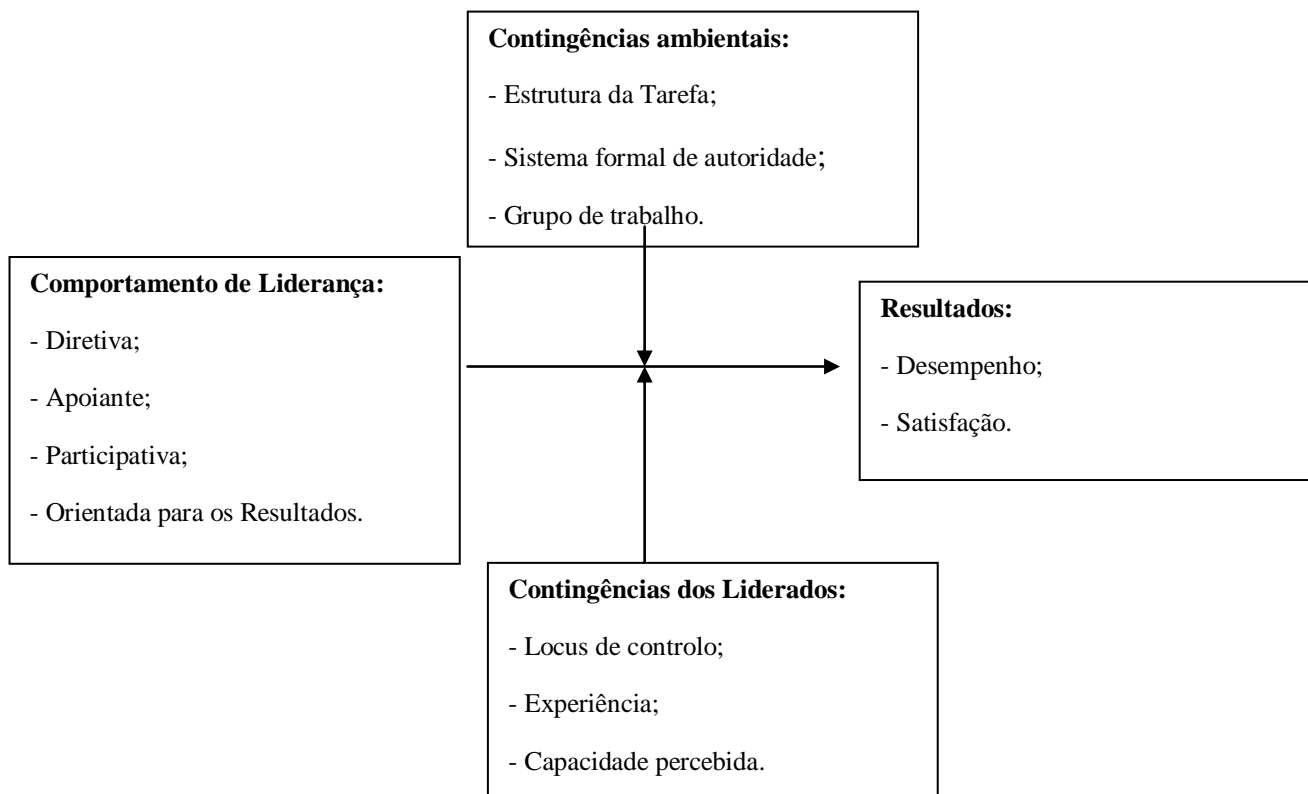 Contingências ambientais:
- Estrutura da Tarefa;
- Sistema formal de autoridade;
- Grupo de trabalho.
Comportamento de Liderança:
- Diretiva;
- Apoiante;
- Participativa;
- Orientada para os Resultados.
Resultados:
- Desempenho;
- Satisfação.
Contingências dos Liderados:
- Locus de controlo;
- Experiência;
- Capacidade percebida.